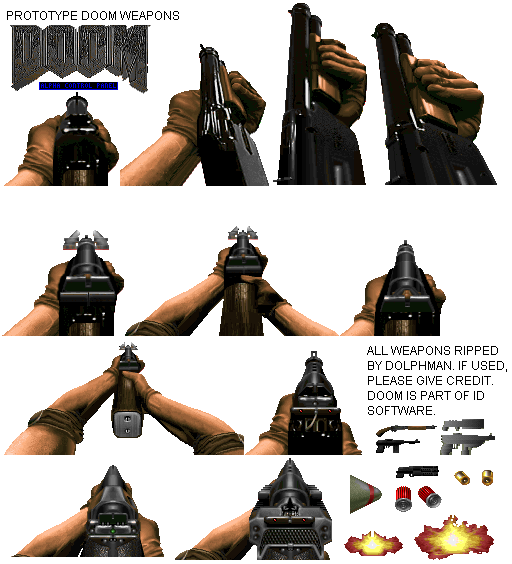 PROTOTYPE DOOM WEAPONS
DOOM
ALL WEAPONS RIPPED
BY DOLPHMAN. IF USED,
PLEASE GIVE CREDIT.
DOOM IS PART OF ID
SOFTWARE.